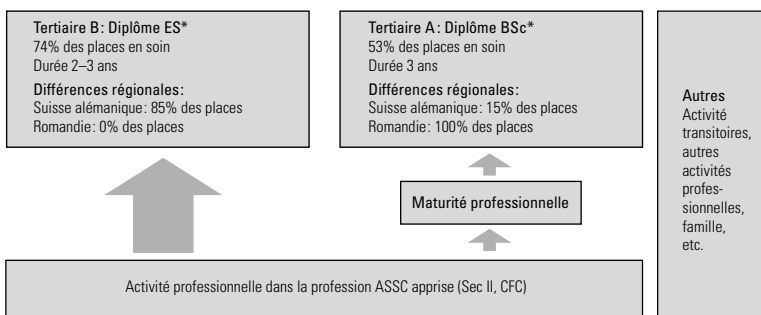 Tertiaire B: Diplôme ES*
74% des places en soin
Durée 2–3 ans
Différences régionales:
Suisse alémanique: 85% des places
Romandie: 0% des places
Tertiaire A: Diplôme BSc*
53% des places en soin
Durée 3 ans
Différences régionales:
Suisse alémanique: 15% des places
Romandie: 100% des places
Autres
Activité
transitoires,
autres
activités
profes-
sionnelles,
famille,
etc.
Maturité professionnelle
Activité professionnelle dans la profession ASSC apprise (Sec II, CFC)